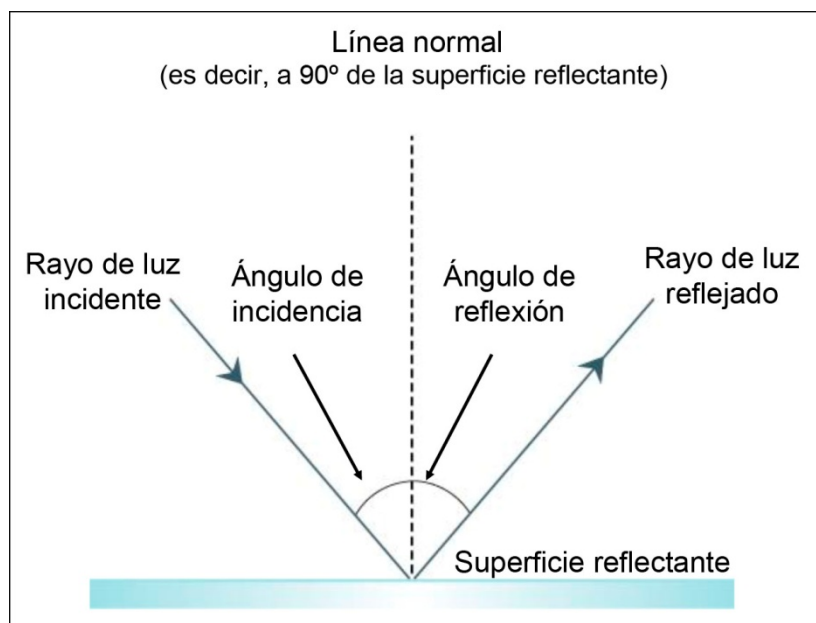 Línea normal
(es decir, a 90º de la superficie reflectante)
Rayo de luz
incidente
Ángulo de
incidencia
Ángulo de
reflexión
Rayo de luz
reflejado
Superficie reflectante